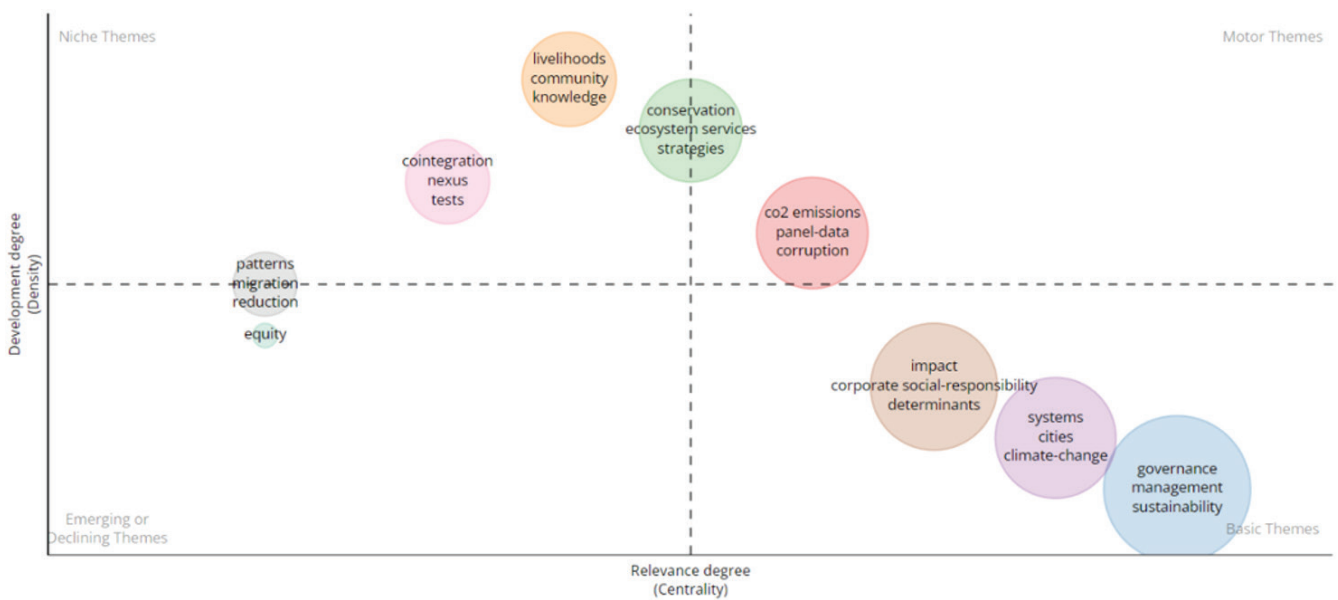 Niche Themes
Motor Themes
livelihoods
community
knowledge
conservation
ecosystem services
strategies
cointegration
nexus
tests
co2 emissions
panel-data
corruption
patterns
migration
reduction
equity
Development degree
(Density)
impact
corporate social-responsibility
determinants
systems
cities
climate-change
governance
management
sustainability
Emerging or
Declining Themes
Basic Themes
Relevance degree
(Centrality)